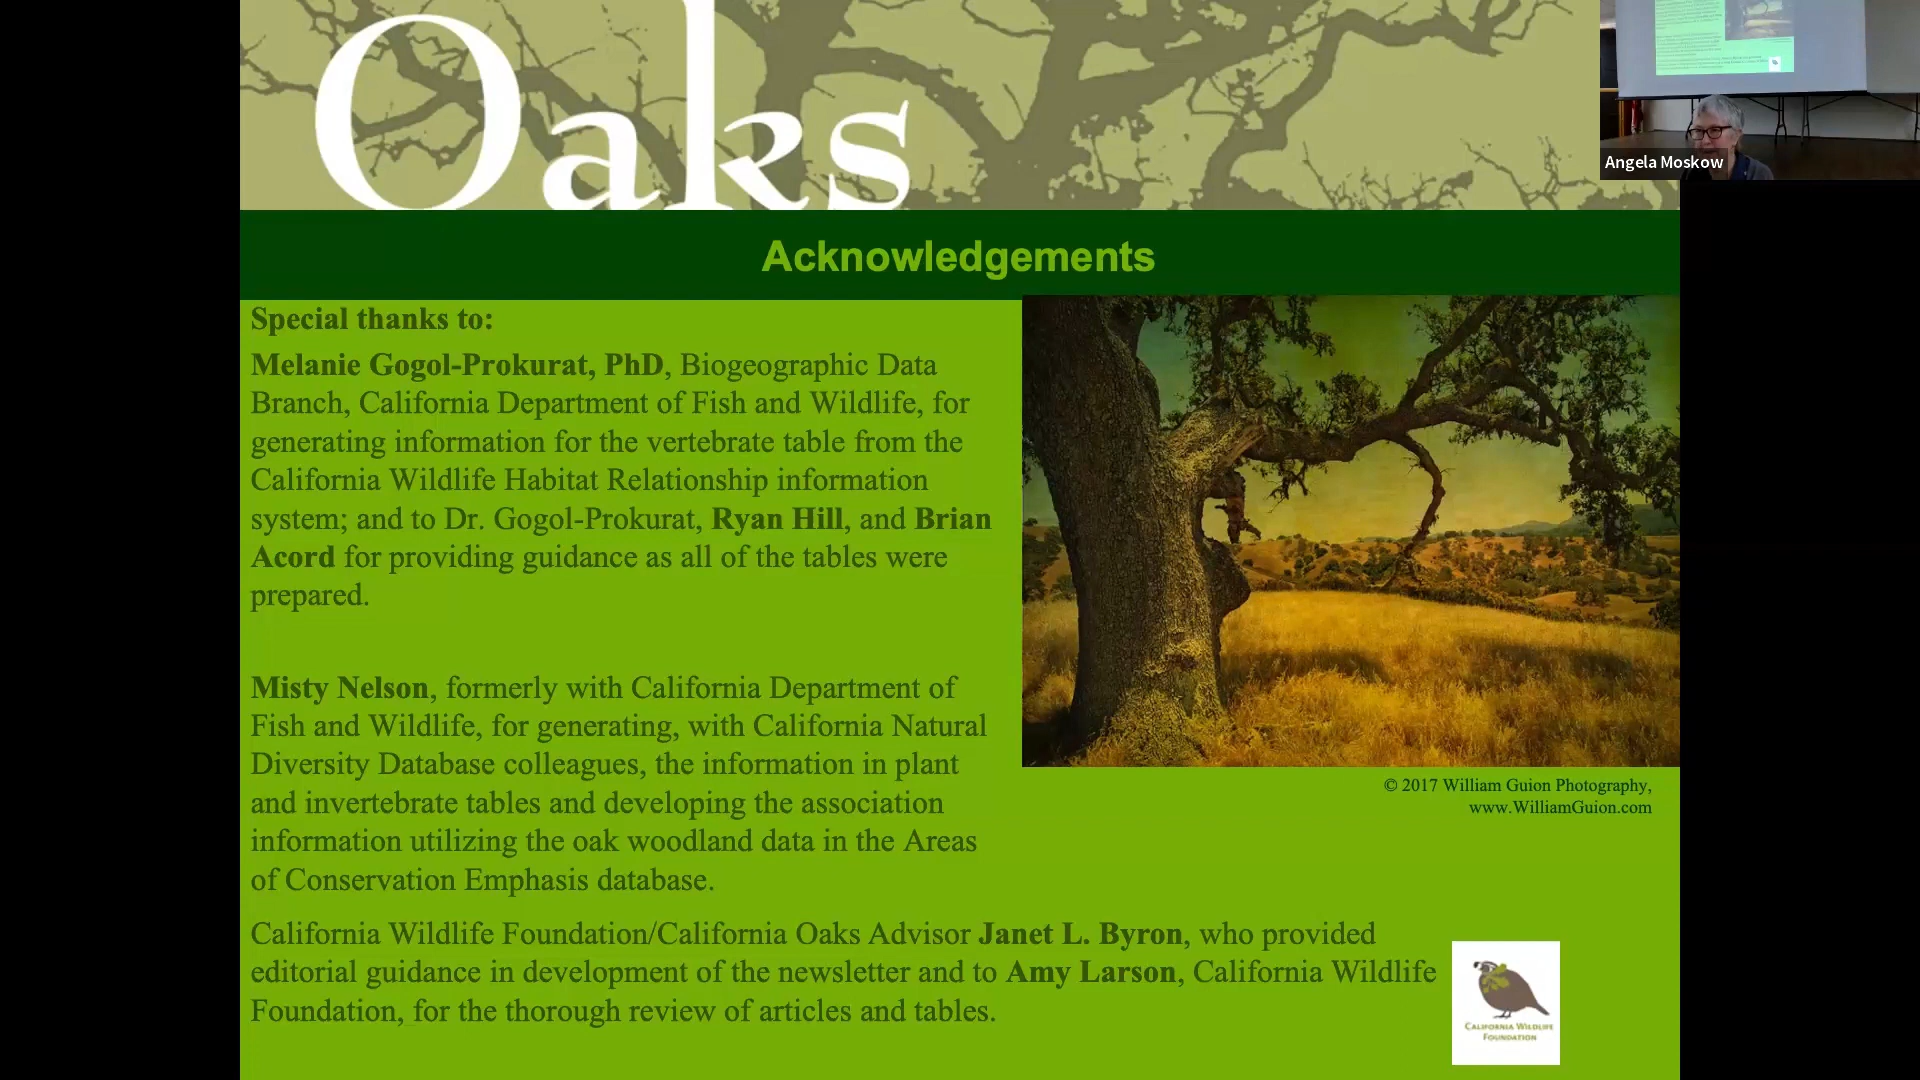 Oaks
Angela Moskow
Acknowledgements
Special thanks to:
Melanie Gogol-Prokurat, PhD, Biogeographic Data
Branch, California Department of Fish and Wildlife, for
generating information for the vertebrate table from the
California Wildlife Habitat Relationship information
system; and to Dr. Gogol-Prokurat, Ryan Hill, and Brian
Acord for providing guidance as all of the tables were
prepared.
Misty Nelson, formerly with California Department of
Fish and Wildlife, for generating, with California Natural
Diversity Database colleagues, the information in plant
and invertebrate tables and developing the association
information utilizing the oak woodland data in the Areas
of Conservation Emphasis database.
© 2017 William Guion Photography,
www.WilliamGuion.com
California Wildlife Foundation/California Oaks Advisor Janet L. Byron, who provided
editorial guidance in development of the newsletter and to Amy Larson, California Wildlife
Foundation, for the thorough review of articles and tables.
CALIFORNIA WILDLIFE
FOUNDATION